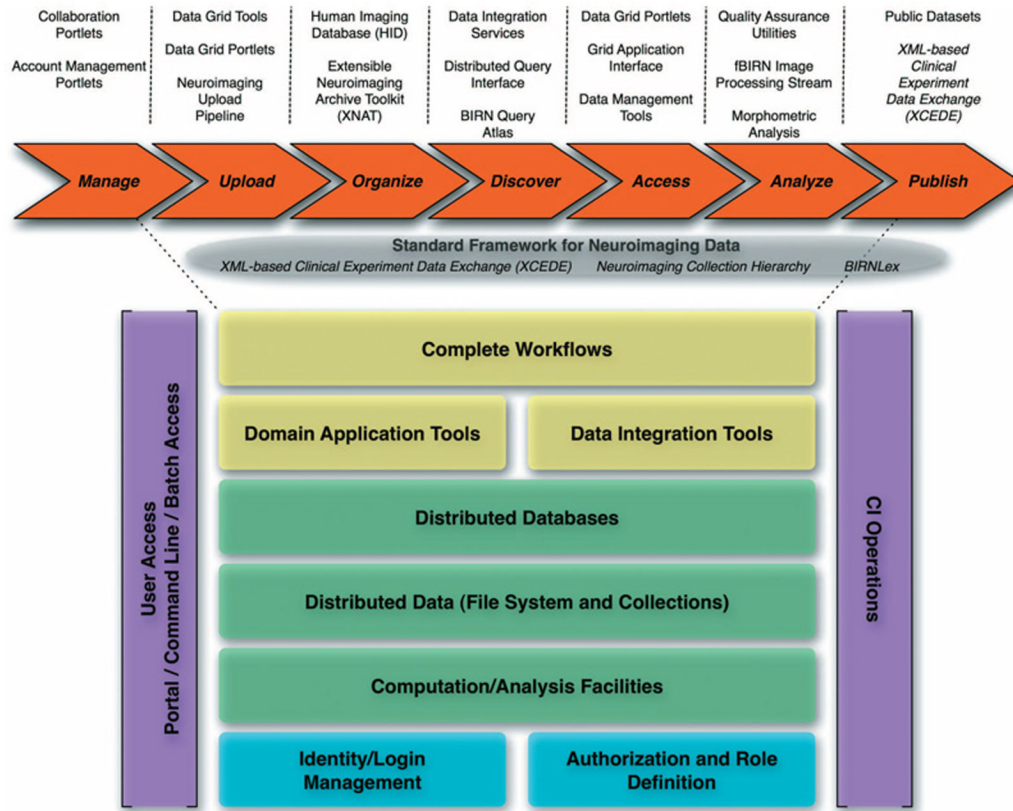 Collaboration
Portlets
Account Management
Portlets
Data Grid Tools
Data Grid Portlets
Neuroimaging
Upload
Pipeline
Human Imaging
Database (HID)
Extensible
Neuroimaging
Archive Toolkit
(XNAT)
Data Integration
Services
Distributed Query
Interface
BIRN Query
Atlas
Data Grid Portlets
Grid Application
Interface
Data Management
Tools
Quality Assurance
Utilities
fBIRN Image
Processing Stream
Morphometric
Analysis
Public Datasets
XML-based
Clinical
Experiment
Data Exchange
(XCEDE)
Manage
Upload
Organize
Discover
Access
Analyze
Publish
Standard Framework for Neuroimaging Data
XML-based Clinical Experiment Data Exchange (XCEDE) Neuroimaging Collection Hierarchy BIRNLex
User Access
Portal / Command Line / Batch Access
Complete Workflows
Domain Application Tools
Data Integration Tools
Distributed Databases
Distributed Data (File System and Collections)
Computation/Analysis Facilities
Identity/Login
Management
Authorization and Role
Definition
CI Operations